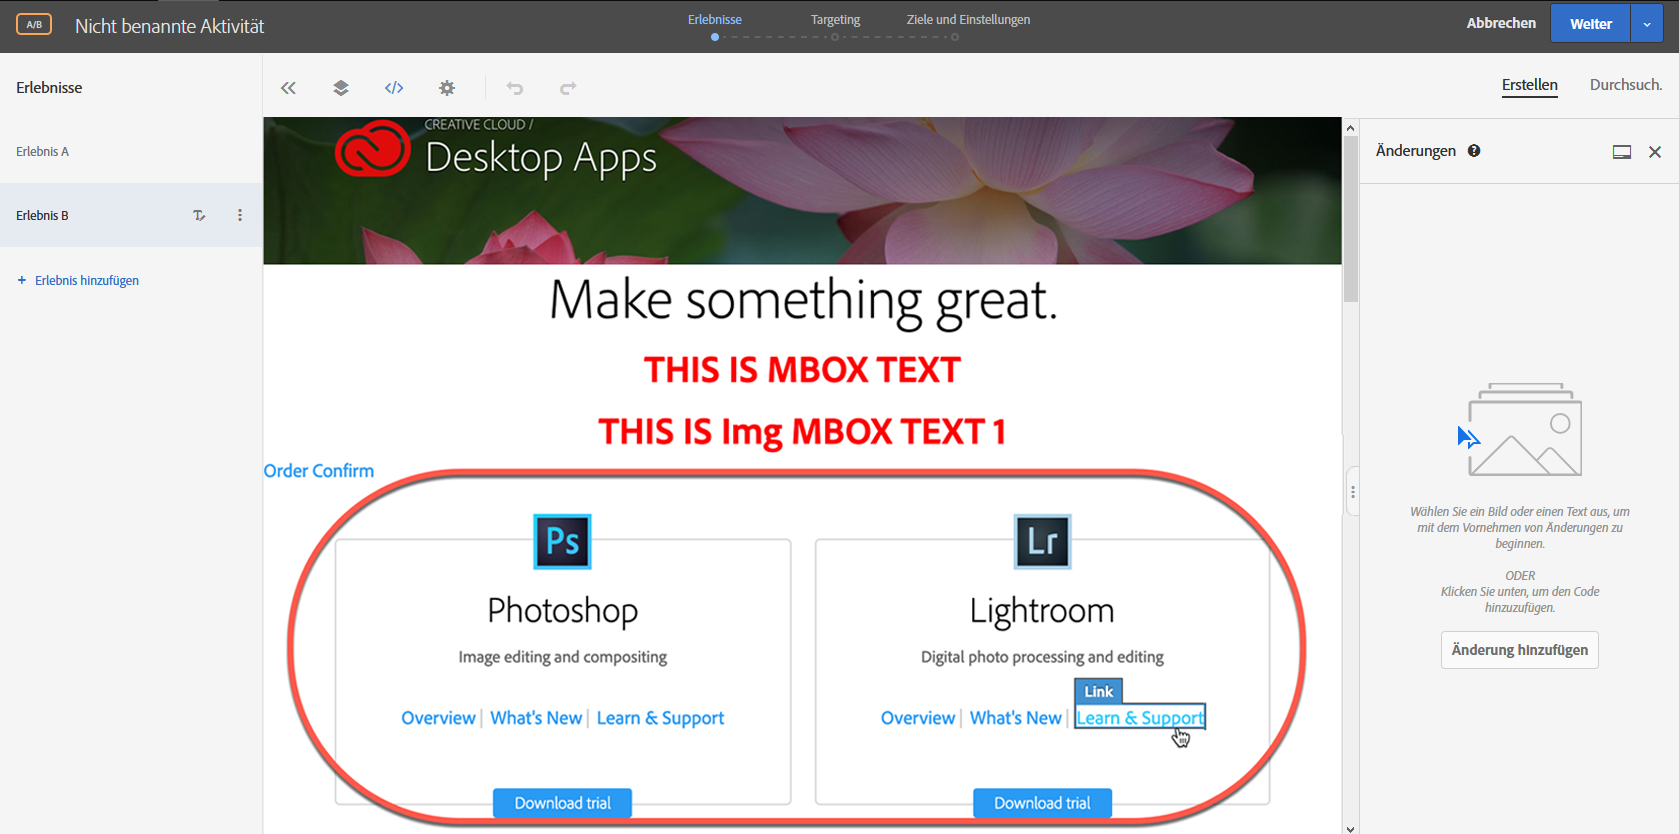 A/B
Nicht benannte Aktivität
Erlebnisse
Targeting
Ziele und Einstellungen
Abbrechen
Weiter
Erlebnisse
Erstellen
Durchsuch.
Erlebnis A
Erlebnis B
+ Erlebnis hinzufügen
CREATIVE CLOUD /
Desktop Apps
Make something great.
THIS IS MBOX TEXT
THIS IS Img MBOX TEXT 1
Order Confirm
Ps
Photoshop
Image editing and compositing
Overview | What's New | Learn & Support
Download trial
Lr
Lightroom
Digital photo processing and editing
Link
Overview | What's New | Learn & Support
Download trial
Änderungen
Wählen Sie ein Bild oder einen Text aus, um
mit dem Vornehmen von Änderungen zu
beginnen.
ODER
Klicken Sie unten, um den Code
hinzuzufügen.
Änderung hinzufügen